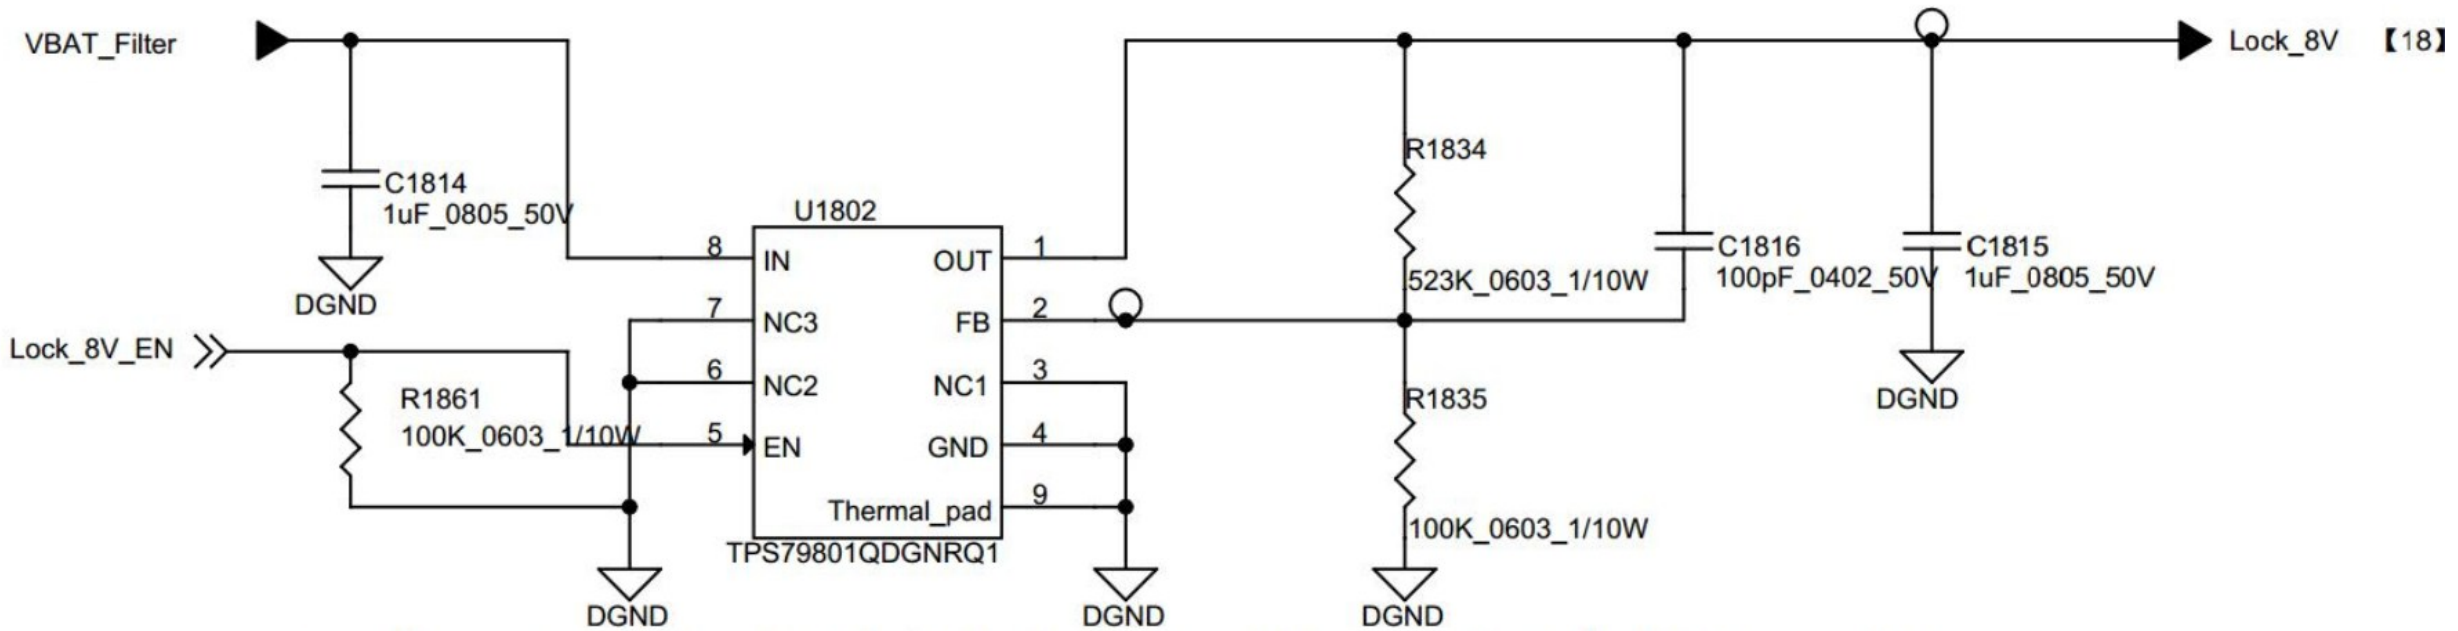 VBAT_Filter
Lock_8V 【18】
C1814
1uF_0805_50V
DGND
Lock_8V_EN
R1861
100K_0603_1/10W
DGND
U1802
8 IN
7 NC3
6 NC2
5 EN
OUT 1
FB 2
NC1 3
GND 4
Thermal_pad 9
TPS79801QDGNRQ1
DGND
R1834
523K_0603_1/10W
R1835
100K_0603_1/10W
DGND
C1816
100pF_0402_50V
C1815
1uF_0805_50V
DGND